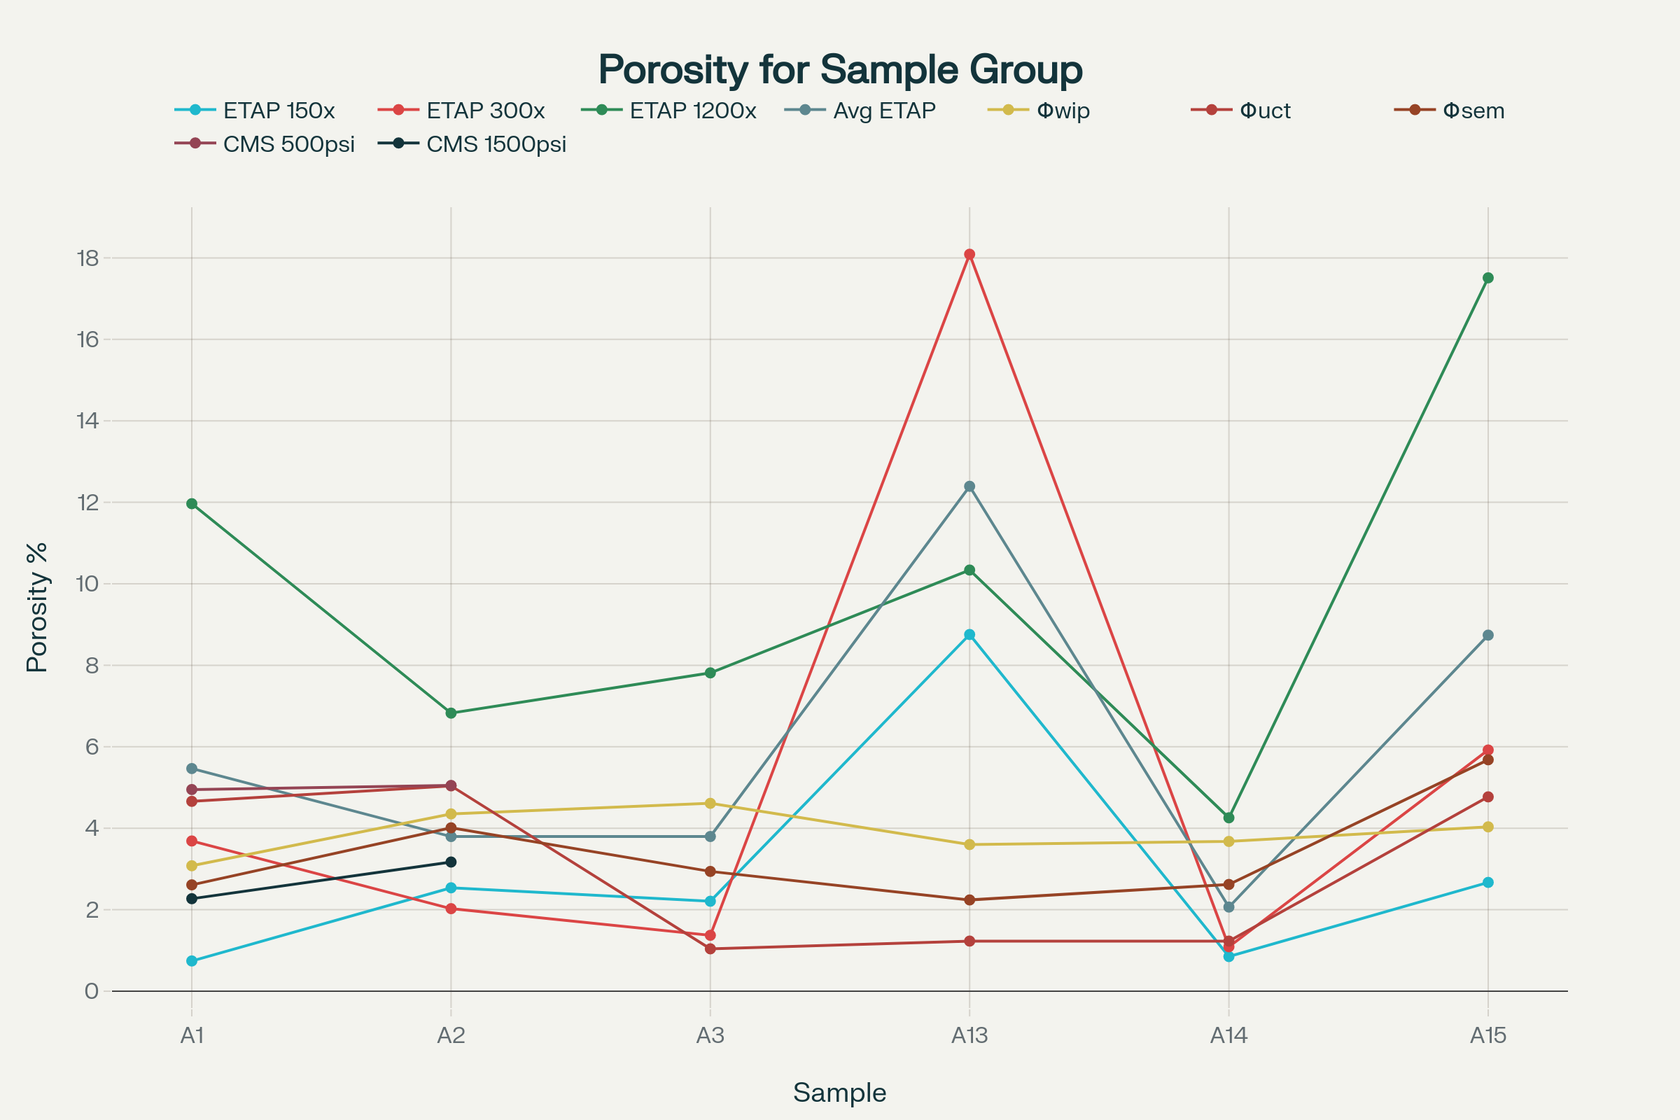 Porosity for Sample Group
ETAP 150x ETAP 300x ETAP 1200x Avg ETAP Φwip Φuct Φsem
CMS 500psi CMS 1500psi
Porosity %
18
16
14
12
10
8
6
4
2
0
A1 A2 A3 A13 A14 A15
Sample